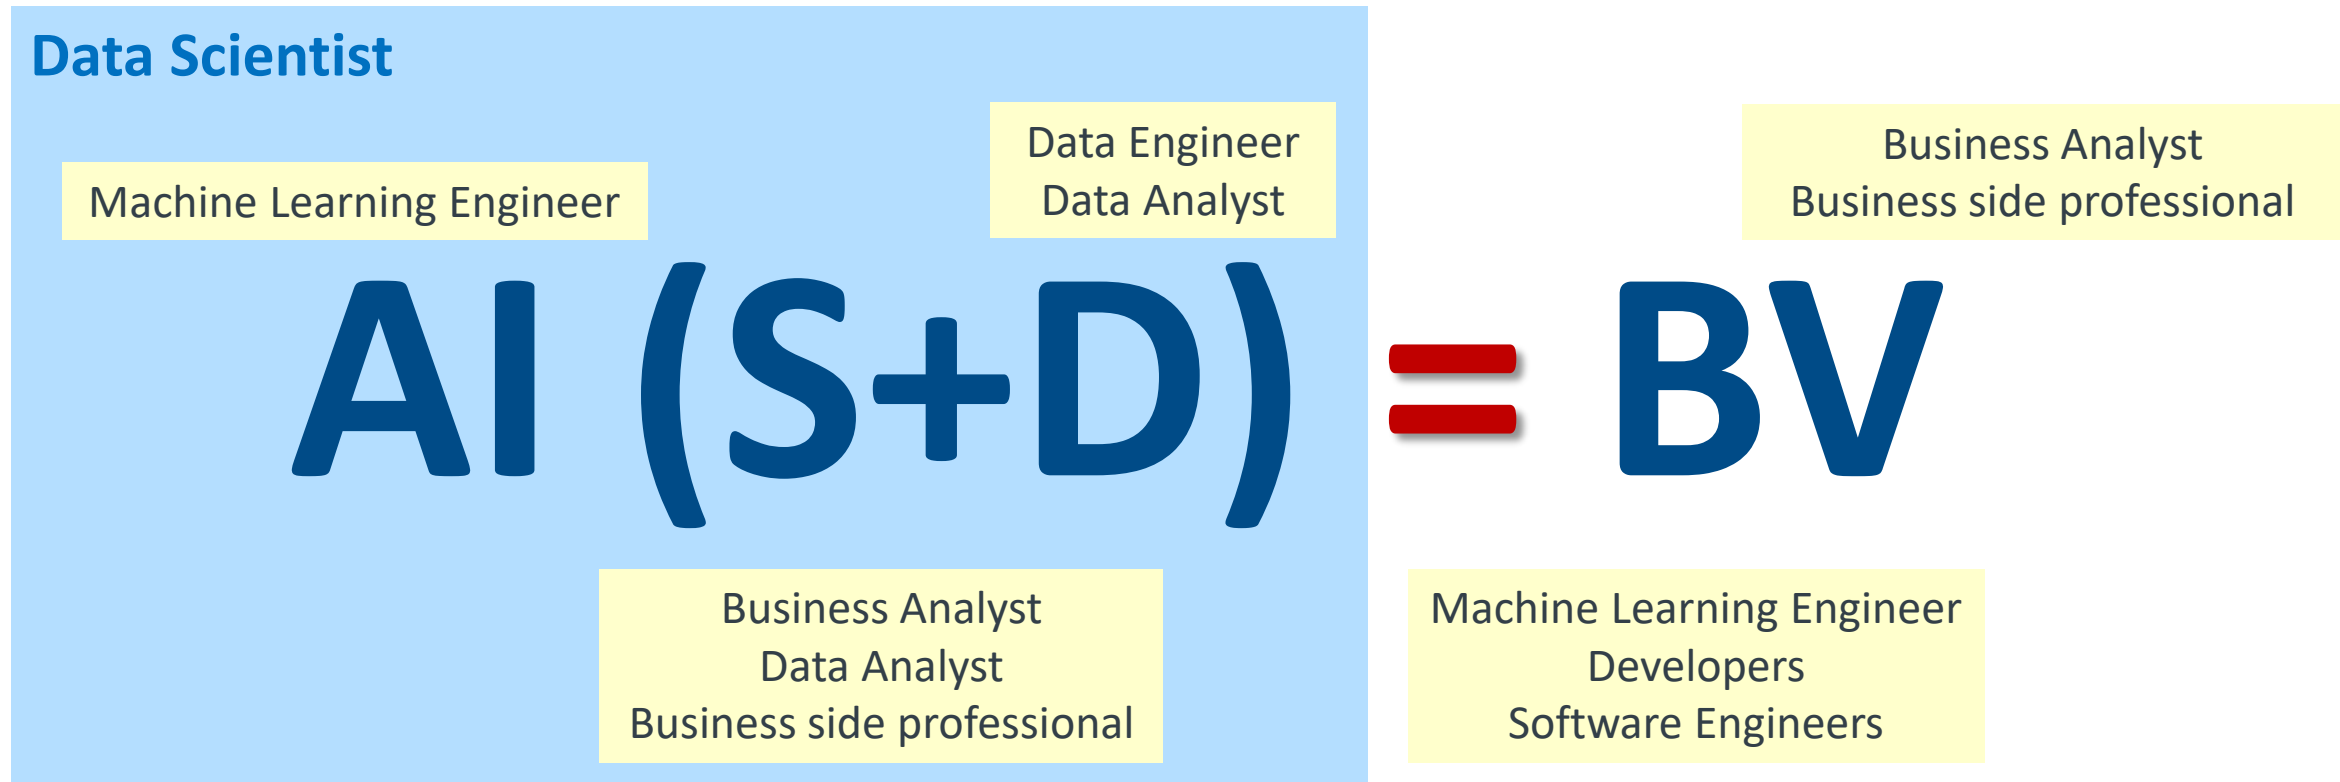 Data Scientist
Machine Learning Engineer
Data Engineer
Data Analyst
Business Analyst
Business side professional
AI (S+D) = BV
Business Analyst
Data Analyst
Business side professional
Machine Learning Engineer
Developers
Software Engineers